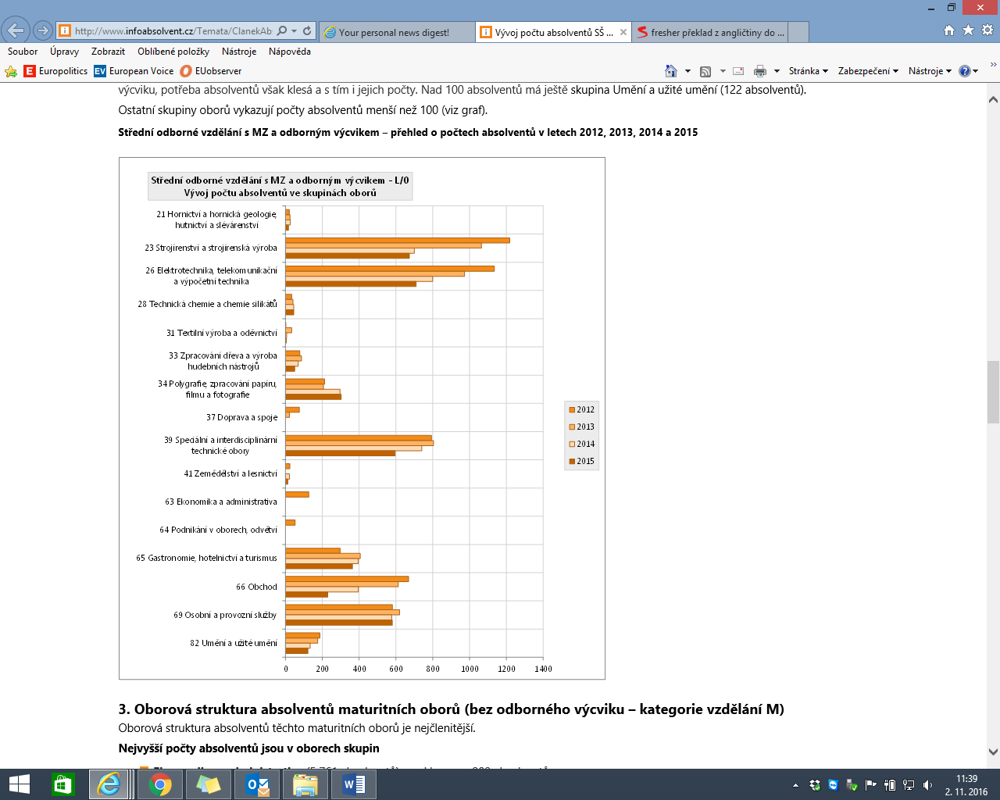 http://www.infoabsolvent.cz/Temata/ClanekAb
Your personal news digest!
Vývoj počtu absolventů SŠ ...
fresher překlad z angličtiny do ...
Soubor Úpravy Zobrazit Oblíbené položky Nástroje Nápověda
Europolitics European Voice EUobserver
Stránka Zabezpečení Nástroje
výcviku, potřeba absolventů však klesá a s tím i jejich počty. Nad 100 absolventů má ještě skupina Umění a užité umění (122 absolventů).
Ostatní skupiny oborů vykazují počty absolventů menší než 100 (viz graf).
Střední odborné vzdělání s MZ a odborným výcvikem – přehled o počtech absolventů v letech 2012, 2013, 2014 a 2015
Střední odborné vzdělání s MZ a odborným výcvikem - L/0
Vývoj počtu absolventů ve skupinách oborů
21 Hornictví a hornická geologie,
hutnictví a slévárenství
23 Strojírenství a strojírenská výroba
26 Elektrotechnika, telekomunikační
a výpočetní technika
28 Technická chemie a chemie silikátů
31 Textilní výroba a oděvnictví
33 Zpracování dřeva a výroba
hudebních nástrojů
34 Polygrafie, zpracování papíru,
filmu a fotografie
37 Doprava a spoje
39 Speciální a interdisciplinární
technické obory
41 Zemědělství a lesnictví
63 Ekonomika a administrativa
64 Podnikání v oborech, odvětví
65 Gastronomie, hotelnictví a turismus
66 Obchod
69 Osobní a provozní služby
82 Umění a užité umění
0 200 400 600 800 1000 1200 1400
2012
2013
2014
2015
3. Oborová struktura absolventů maturitních oborů (bez odborného výcviku – kategorie vzdělání M)
Oborová struktura absolventů těchto maturitních oborů je nejčlenitější.
Nejvyšší počty absolventů jsou v oborech skupin
11:39
2. 11. 2016